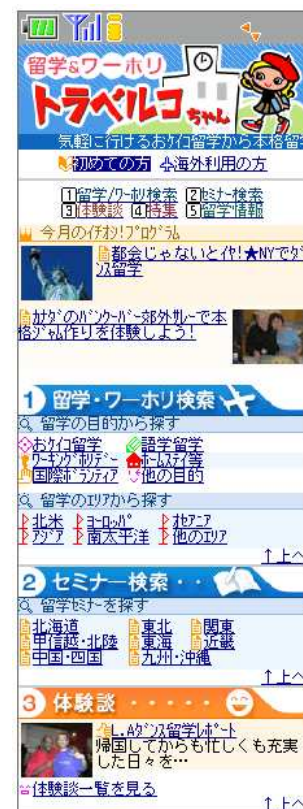 留学&ワーホリ
トラベルコちゃん
気軽に行けるおケイコ留学から本格留
初めての方 海外利用の方
1留学/ワーホリ検索 2セミナー検索
3体験談 4特集 5留学情報
今月のイチオシ!プログラム
都会じゃないとイヤ!★NYでダ
ンス留学
カナダのバンクーバー郊外サレーで本
格ジャム作りを体験しよう!
1 留学・ワーホリ検索
留学の目的から探す
おケイコ留学 語学留学
ワーキングホリデー ホームステイ等
国際ボランティア 他の目的
留学のエリアから探す
北米 ヨーロッパ オセアニア
アジア 南太平洋 他のエリア
↑上へ
2 セミナー検索・・
留学セミナーを探す
北海道 東北 関東
甲信越・北陸 東海 近畿
中国・四国 九州・沖縄
↑上へ
3 体験談・・・・・
L.Aダンス留学レポート
帰国してからも忙しくも充実
した日々を…
体験談一覧を見る
↑上へ